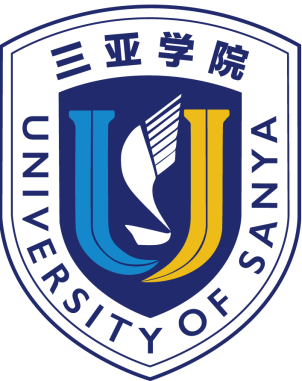 三亚学院
UNIVERSITY OF SANYA